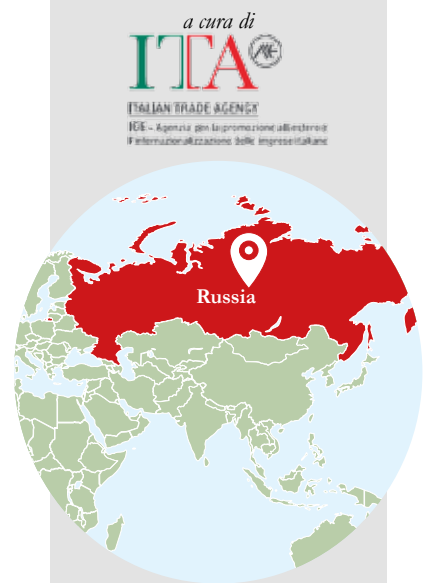 a cura di
ITA
ITALIAN TRADE AGENCY
ICE - Agenzia per la promozione all'estero e
l'internazionalizzazione delle imprese italiane
Russia